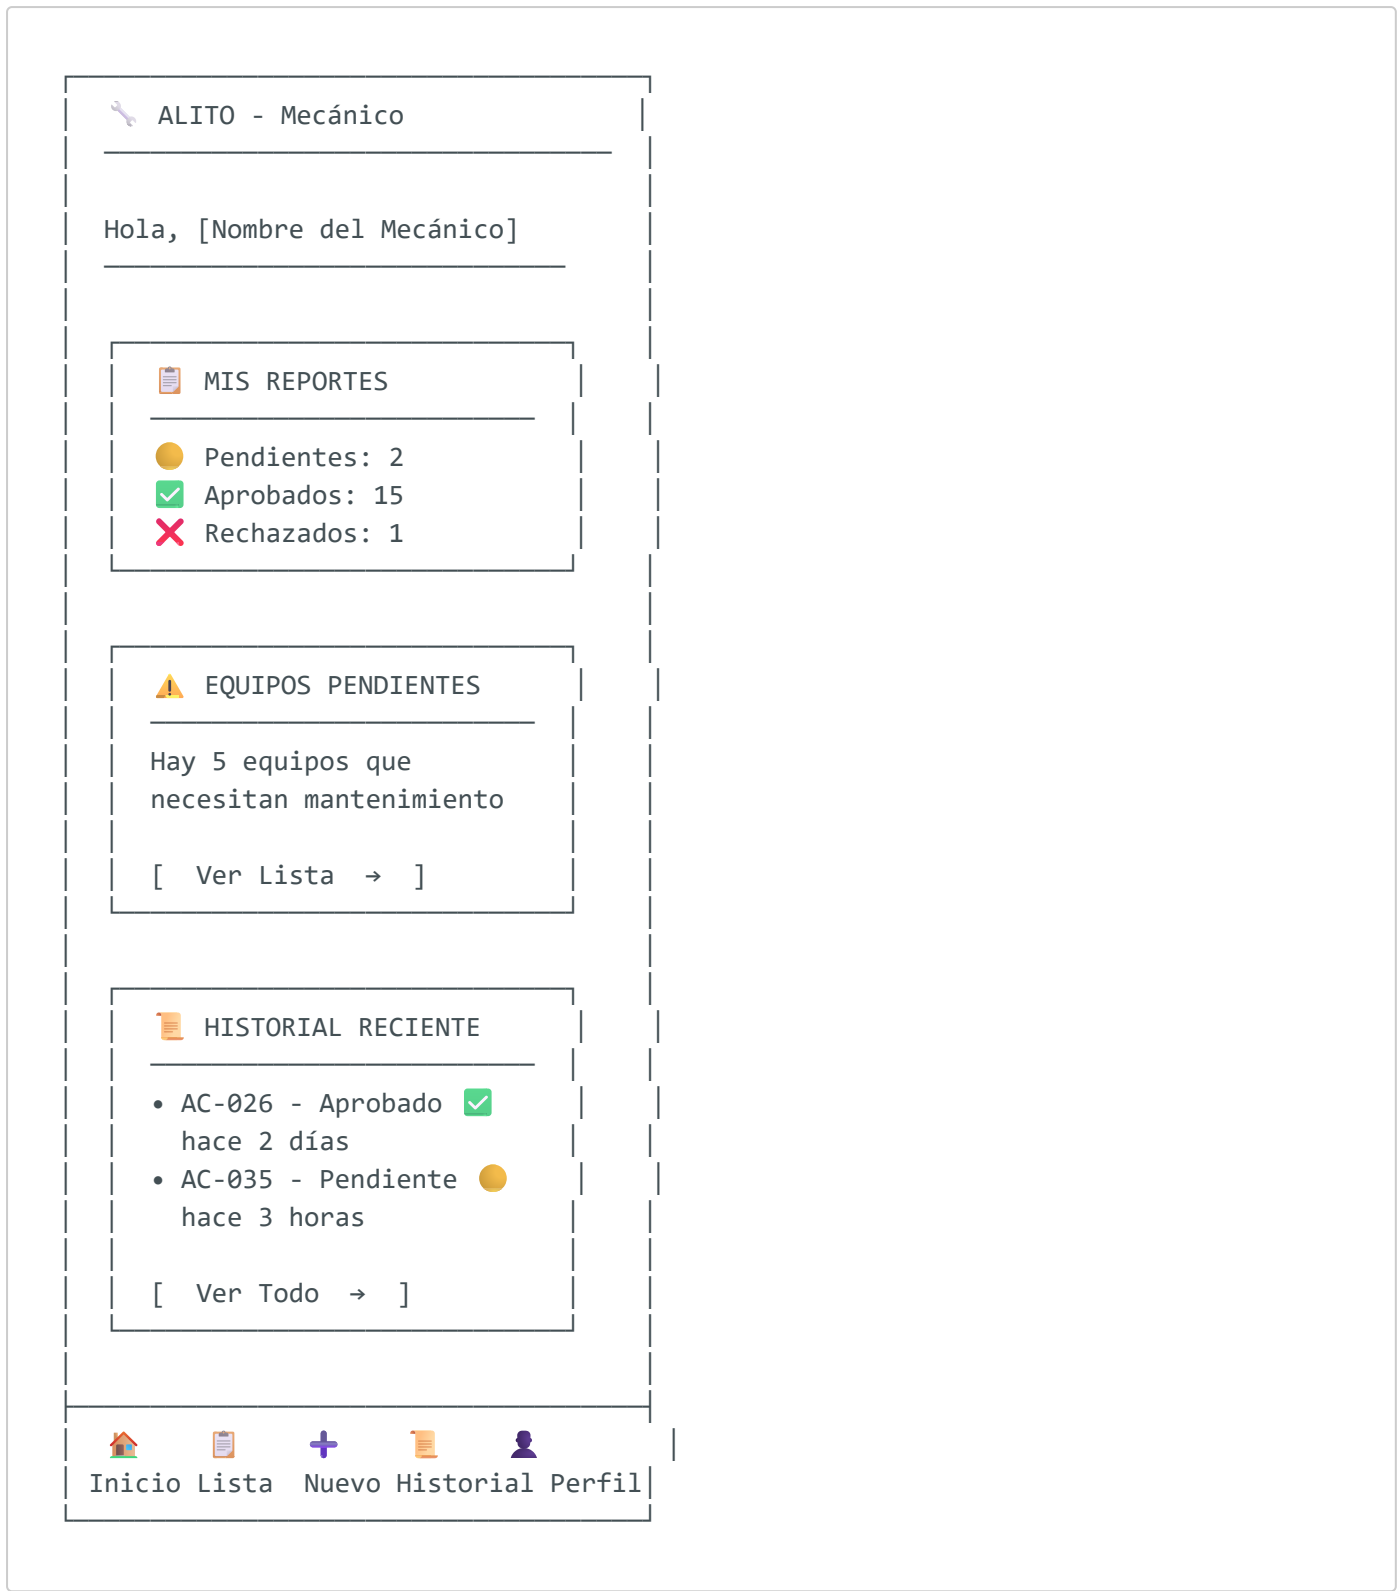 🔧 ALITO - Mecánico
Hola, [Nombre del Mecánico]
📋 MIS REPORTES
🟡 Pendientes: 2
✅ Aprobados: 15
❌ Rechazados: 1
⚠️ EQUIPOS PENDIENTES
Hay 5 equipos que
necesitan mantenimiento
[  Ver Lista  →  ]
📜 HISTORIAL RECIENTE
• AC-026 - Aprobado ✅
hace 2 días
• AC-035 - Pendiente 🟡
hace 3 horas
[  Ver Todo  →  ]
🏠 📋 ➕ 📜 👤
Inicio Lista  Nuevo Historial Perfil